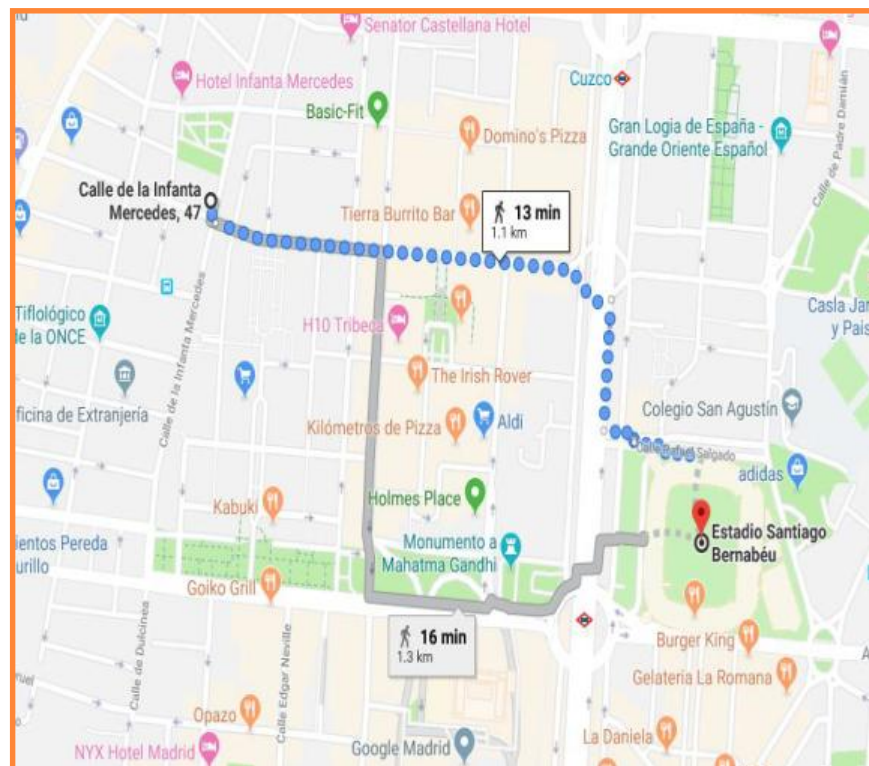 Senator Castellana Hotel
Hotel Infanta Mercedes
Cuzco
Basic-Fit
Domino's Pizza
Gran Logia de España -
Grande Oriente Español
Calle de Padre Damián
Calle de la Infanta
Mercedes, 47
Tierra Burrito Bar
13 min
1.1 km
Tiflológico
de la ONCE
H10 Tribeca
Casla Jar
y Pais
Calle de la Infanta Mercedes
The Irish Rover
ficina de Extranjería
Kilómetros de Pizza
Aldi
Colegio San Agustín
Calle Rafael Salgado
adidas
Holmes Place
Kabuki
Estadio Santiago
Bernabéu
Monumento a
Mahatma Gandhi
ientos Pereda
urillo
Goiko Grill
16 min
1.3 km
Burger King
A
Calle de Dulcinea
Calle Edgar Neville
Gelateria La Romana
uel
Opazo
La Daniela
NYX Hotel Madrid
Google Madrid